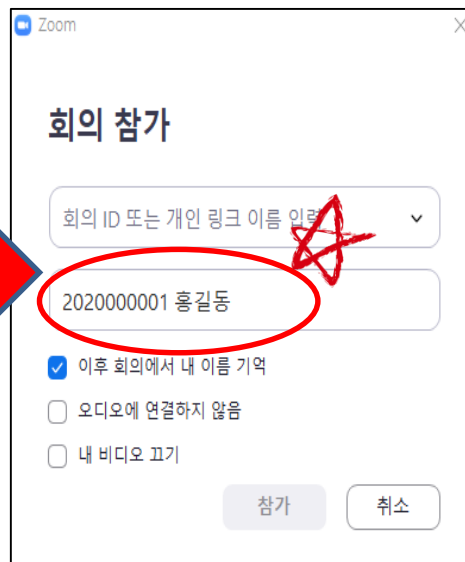 Zoom
회의 참가
회의 ID 또는 개인 링크 이름 입력
2020000001 홍길동
이후 회의에서 내 이름 기억
오디오에 연결하지 않음
내 비디오 끄기
참가
취소